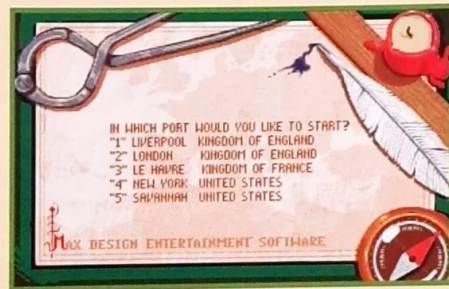 IN WHICH PORT WOULD YOU LIKE TO START?
"1" LIVERPOOL KINGDOM OF ENGLAND
"2" LONDON KINGDOM OF ENGLAND
"3" LE HAVRE KINGDOM OF FRANCE
"4" NEW YORK UNITED STATES
"5" SAVANNAH UNITED STATES
MAX DESIGN ENTERTAINMENT SOFTWARE